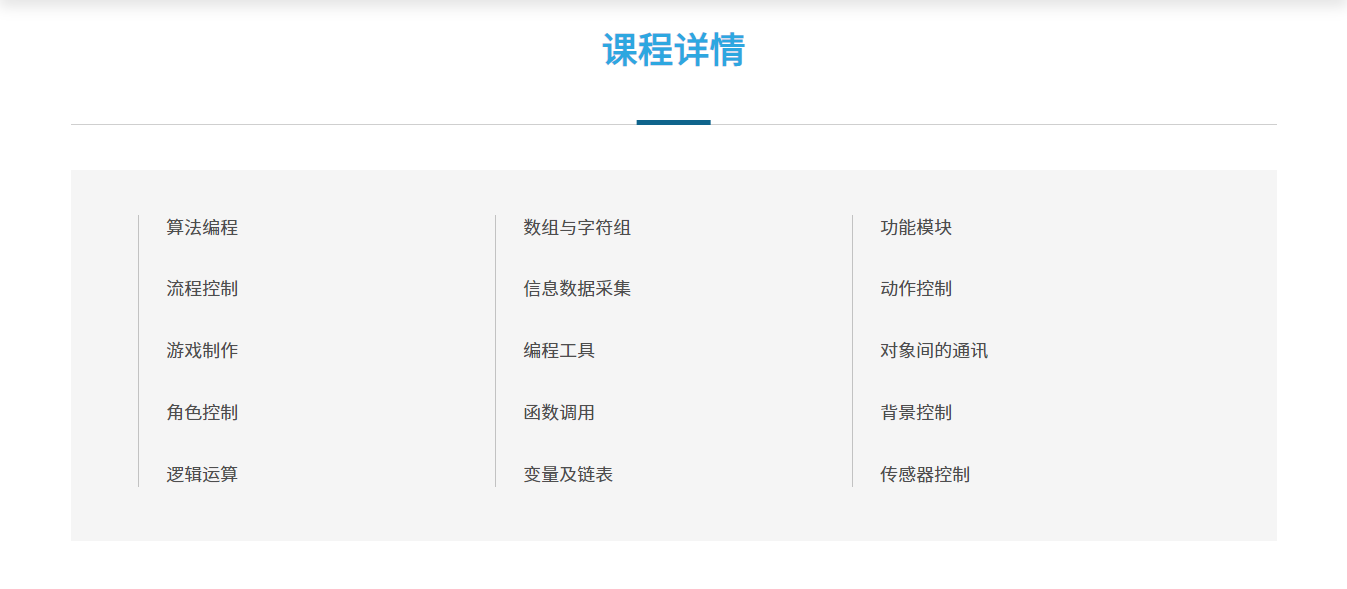 课程详情
算法编程
流程控制
游戏制作
角色控制
逻辑运算
数组与字符组
信息数据采集
编程工具
函数调用
变量及链表
功能模块
动作控制
对象间的通讯
背景控制
传感器控制